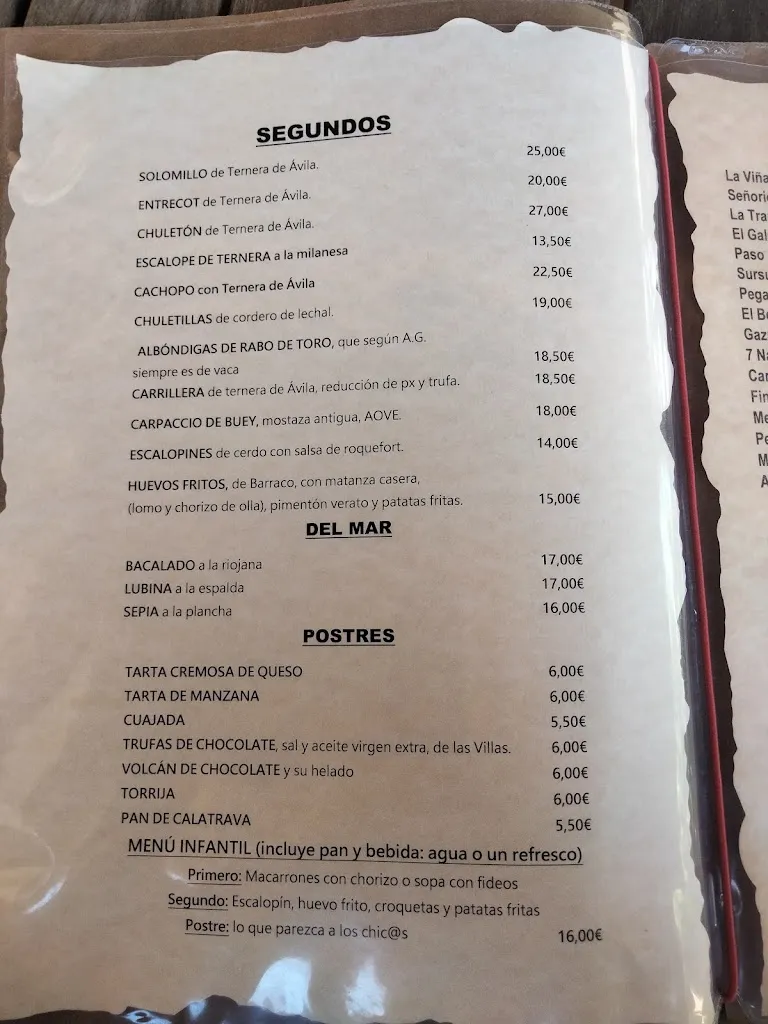 SEGUNDOS
SOLOMILLO de Ternera de Ávila. 25,00€
ENTRECOT de Ternera de Ávila. 20,00€
CHULETÓN de Ternera de Ávila. 27,00€
ESCALOPE DE TERNERA a la milanesa 13,50€
CACHOPO con Ternera de Ávila 22,50€
CHULETILLAS de cordero de lechal. 19,00€
ALBÓNDIGAS DE RABO DE TORO, que según A.G.
siempre es de vaca 18,50€
CARRILLERA de ternera de Ávila, reducción de px y trufa. 18,50€
CARPACCIO DE BUEY, mostaza antigua, AOVE. 18,00€
ESCALOPINES de cerdo con salsa de roquefort. 14,00€
HUEVOS FRITOS, de Barraco, con matanza casera,
(lomo y chorizo de olla), pimentón verato y patatas fritas. 15,00€
DEL MAR
BACALADO a la riojana 17,00€
LUBINA a la espalda 17,00€
SEPIA a la plancha 16,00€
POSTRES
TARTA CREMOSA DE QUESO 6,00€
TARTA DE MANZANA 6,00€
CUAJADA 5,50€
TRUFAS DE CHOCOLATE, sal y aceite virgen extra, de las Villas. 6,00€
VOLCÁN DE CHOCOLATE y su helado 6,00€
TORRIJA 6,00€
PAN DE CALATRAVA 5,50€
MENÚ INFANTIL (incluye pan y bebida: agua o un refresco)
Primero: Macarrones con chorizo o sopa con fideos
Segundo: Escalopín, huevo frito, croquetas y patatas fritas
Postre: lo que parezca a los chic@s 16,00€
La Viña
Señori
La Tra
El Gal
Paso
Sursu
Pega
El B
Gaz
7 Na
Car
Fin
Me
Pe
M
A